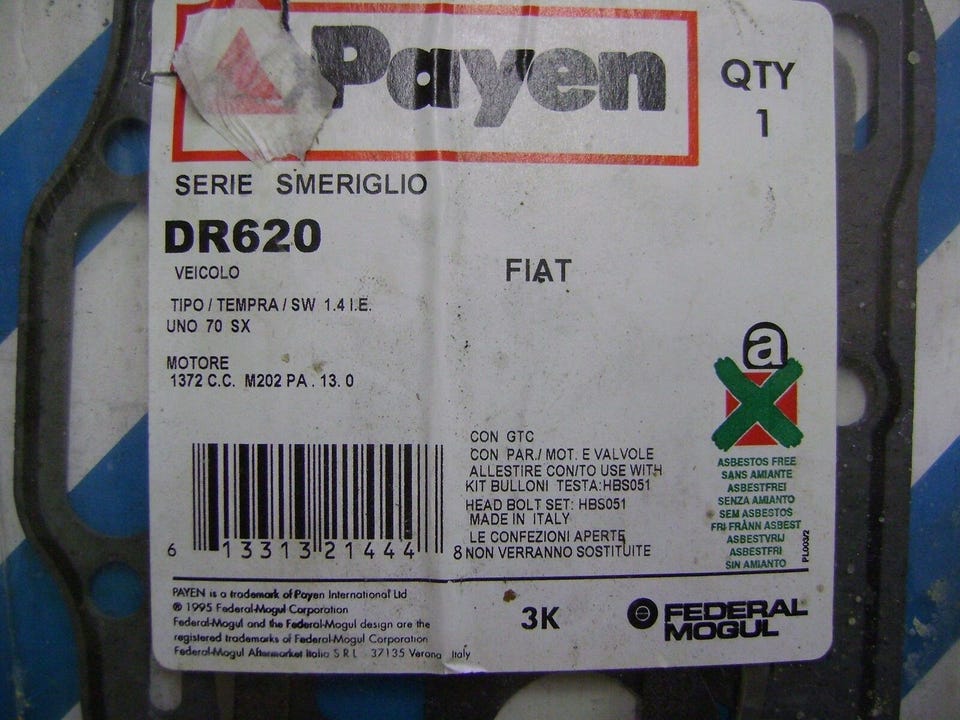 Payen
QTY
1
SERIE SMERIGLIO
DR620
VEICOLO
FIAT
TIPO / TEMPRA / SW 1.4 I.E.
UNO 70 SX
MOTORE
1372 C.C. M202 PA . 13. 0
a
CON GTC
CON PAR./ MOT. E VALVOLE
ALLESTIRE CON/TO USE WITH
KIT BULLONI TESTA:HBS051
HEAD BOLT SET: HBS051
MADE IN ITALY
LE CONFEZIONI APERTE
NON VERRANNO SOSTITUITE
6 13313 21444 8
ASBESTOS FREE
SANS AMIANTE
ASBESTFREI
SENZA AMIANTO
SEM ASBESTOS
FRI FRÅNN ASBEST
ASBESTVRIJ
ASBESTFRI
SIN AMIANTO
PL003/2
PAYEN is a trademark of Payen International Ltd
® 1995 Federal-Mogul Corporation
Federal-Mogul and the Federal-Mogul design are the
registered trademarks of Federal-Mogul Corporation
Federal-Mogul Aftermarket Italia S R L 37135 Verona Italy
3K
FEDERAL
MOGUL